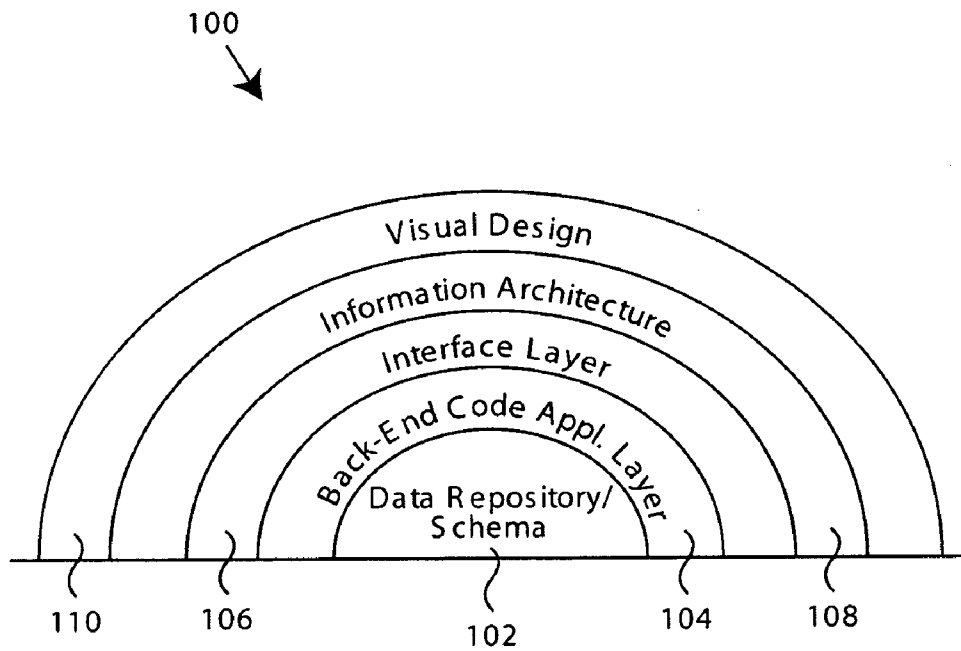 100
Visual Design
Information Architecture
Interface Layer
Back-End Code Appl. Layer
Data Repository/
Schema
110
106
102
104
108